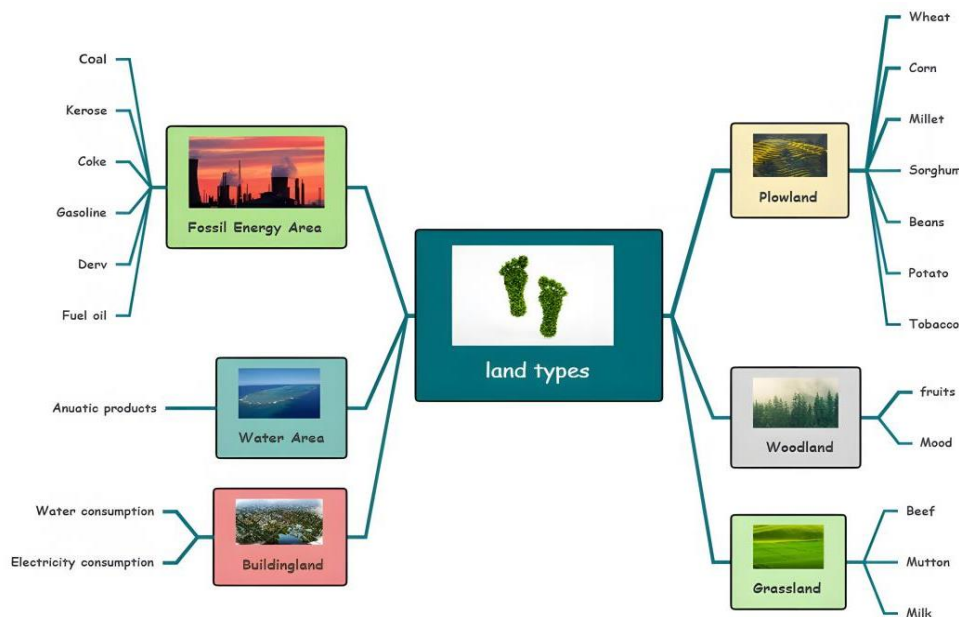 Coal
Kerose
Coke
Gasoline
Derv
Fuel oil
Fossil Energy Area
Anuatic products
Water Area
Water consumption
Electricity consumption
Buildingland
land types
Plowland
Wheat
Corn
Millet
Sorghum
Beans
Potato
Tobacco
Woodland
fruits
Mood
Grassland
Beef
Mutton
Milk